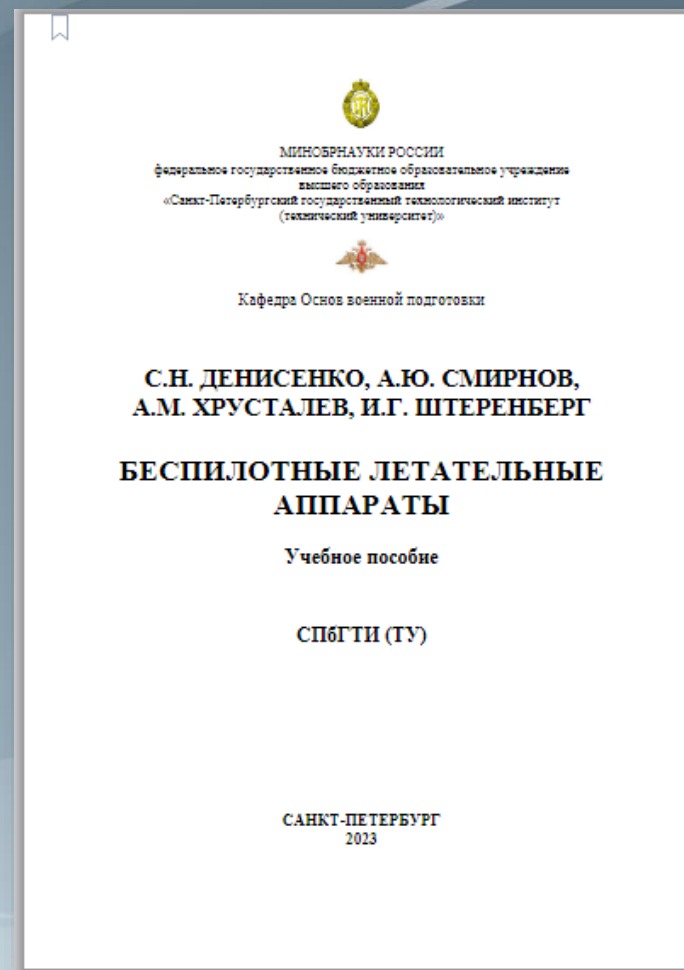 МИНОБРНАУКИ РОССИИ
федеральное государственное бюджетное образовательное учреждение
высшего образования
«Санкт-Петербургский государственный технологический институт
(технический университет)»
Кафедра Основ военной подготовки
С.Н. ДЕНИСЕНКО, А.Ю. СМИРНОВ,
А.М. ХРУСТАЛЕВ, И.Г. ШТЕРЕНБЕРГ
БЕСПИЛОТНЫЕ ЛЕТАТЕЛЬНЫЕ
АППАРАТЫ
Учебное пособие
СПбГТИ (ТУ)
САНКТ-ПЕТЕРБУРГ
2023